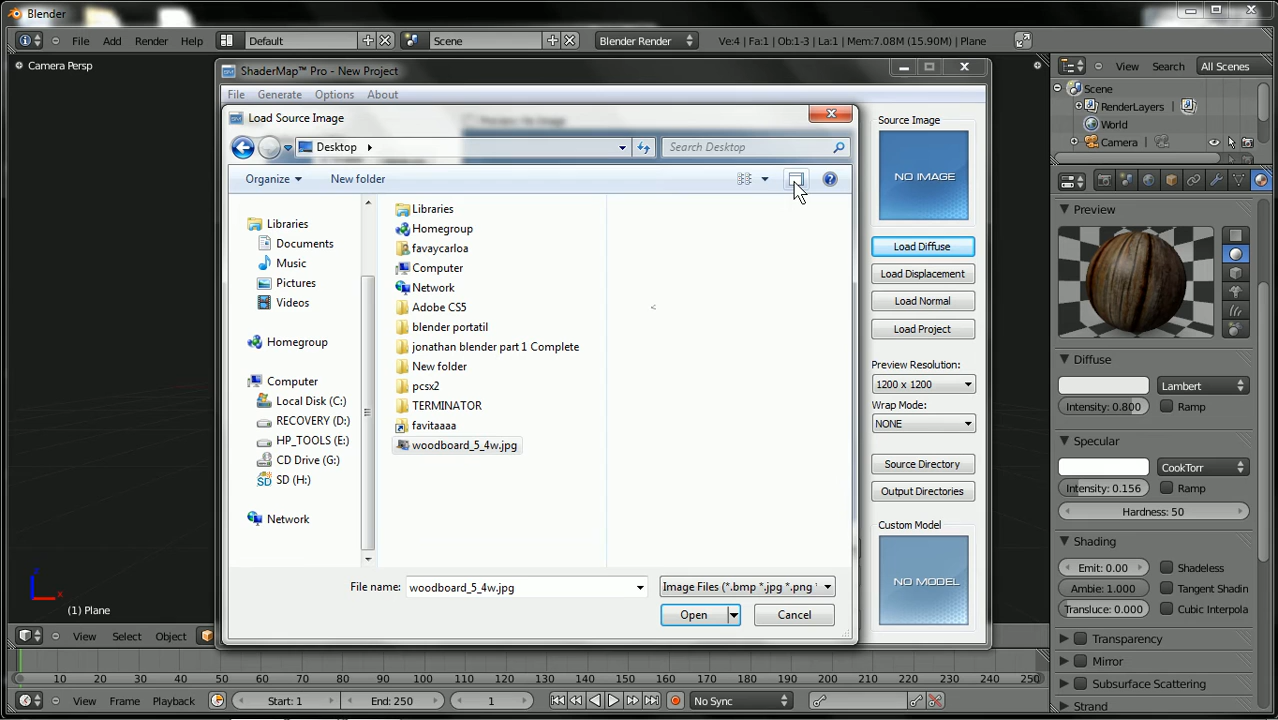 Blender
File Add Render Help Default Scene Blender Render Ve:4 | Fa:1 | Ob:1-3 | La:1 | Mem:7.08M (15.90M) | Plane View Search All Scenes
Camera Persp
ShaderMap™ Pro - New Project
File Generate Options About
Load Source Image
Desktop
Search Desktop
Organize New folder
Libraries
Documents
Music
Pictures
Videos
Homegroup
Computer
Local Disk (C:)
RECOVERY (D:)
HP_TOOLS (E:)
CD Drive (G:)
SD (H:)
Network
Libraries
Homegroup
favaycarloa
Computer
Network
Adobe CS5
blender portatil
jonathan blender part 1 Complete
New folder
pcsx2
TERMINATOR
favitaaaa
woodboard_5_4w.jpg
File name: woodboard_5_4w.jpg Image Files (*.bmp *.jpg *.png
Open Cancel
Source Image
NO IMAGE
Load Diffuse
Load Displacement
Load Normal
Load Project
Preview Resolution:
1200 x 1200
Wrap Mode:
NONE
Source Directory
Output Directories
Custom Model
NO MODEL
Scene
RenderLayers
World
Camera
Preview
Diffuse
Lambert
Intensity: 0.800 Ramp
Specular
CookTorr
Intensity: 0.156 Ramp
Hardness: 50
Shading
Emit: 0.00 Shadeless
Ambie: 1.000 Tangent Shadin
Transluce: 0.000 Cubic Interpola
Transparency
Mirror
Subsurface Scattering
Strand
z
x
(1) Plane
View Select Object
10 20 30 40 50 60 70 80 90 100 110 120 130 140 150 160 170 180 190 200 210 220 230 240 250
View Frame Playback Start: 1 End: 250 1 No Sync